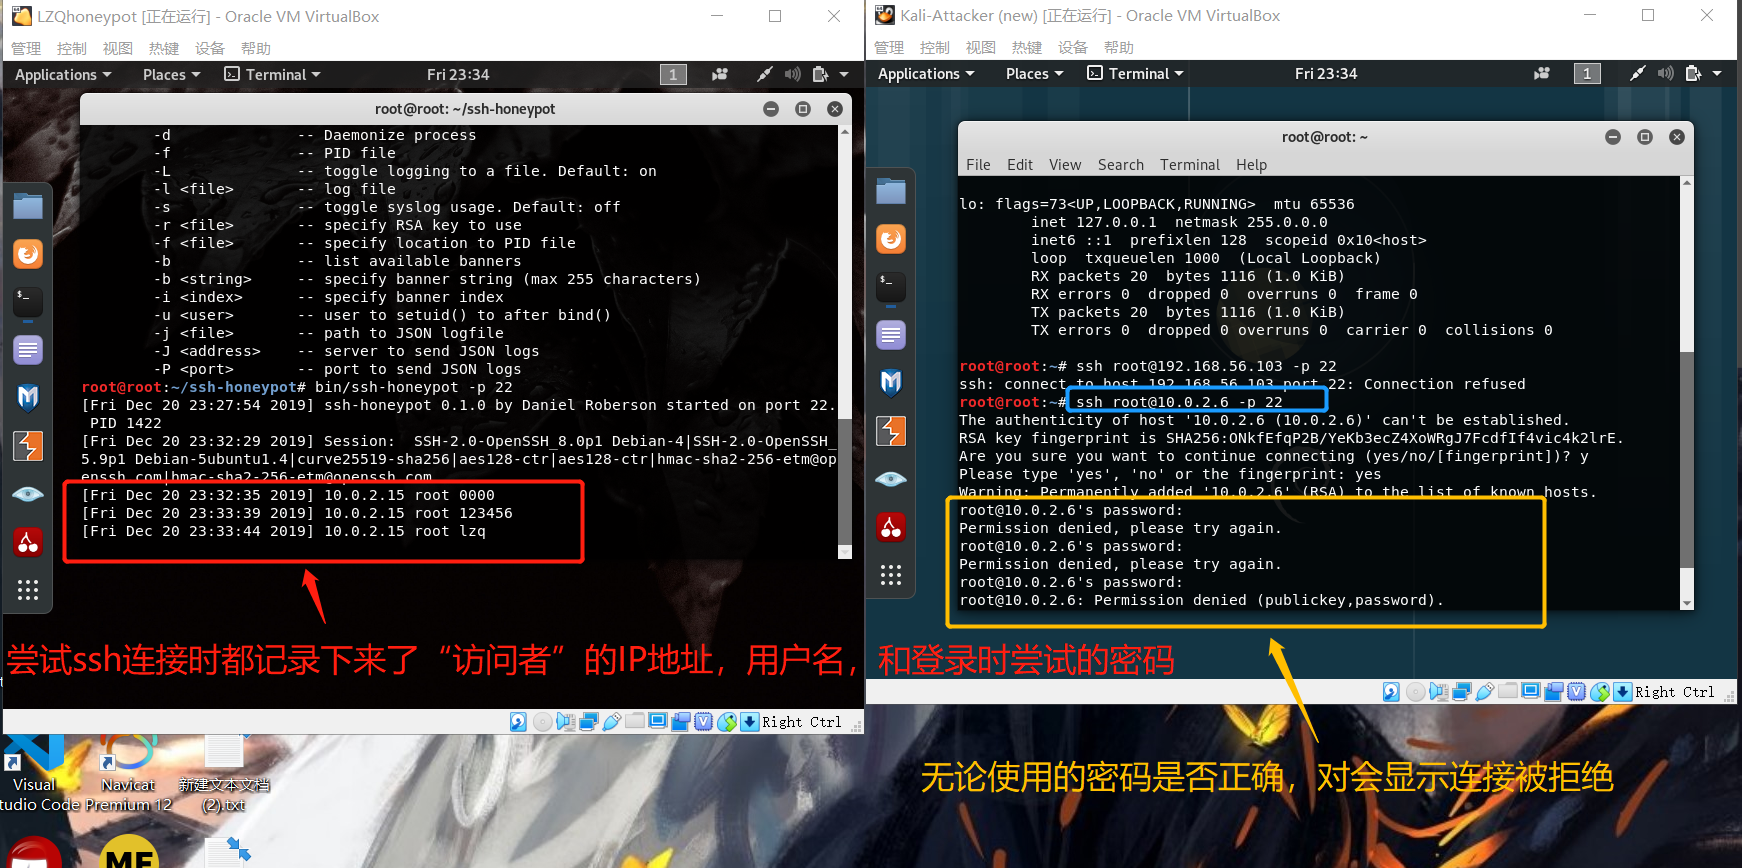 LZQhoneypot [正在运行] - Oracle VM VirtualBox
管理 控制 视图 热键 设备 帮助
Applications Places Terminal Fri 23:34 1
root@root: ~/ssh-honeypot
-d -- Daemonize process
-f -- PID file
-L -- toggle logging to a file. Default: on
-l <file> -- log file
-s -- toggle syslog usage. Default: off
-r <file> -- specify RSA key to use
-f <file> -- specify location to PID file
-b -- list available banners
-b <string> -- specify banner string (max 255 characters)
-i <index> -- specify banner index
-u <user> -- user to setuid() to after bind()
-j <file> -- path to JSON logfile
-J <address> -- server to send JSON logs
-P <port> -- port to send JSON logs
root@root:~/ssh-honeypot# bin/ssh-honeypot -p 22
[Fri Dec 20 23:27:54 2019] ssh-honeypot 0.1.0 by Daniel Roberson started on port 22.
PID 1422
[Fri Dec 20 23:32:29 2019] Session: SSH-2.0-OpenSSH_8.0p1 Debian-4|SSH-2.0-OpenSSH_
5.9p1 Debian-5ubuntu1.4|curve25519-sha256|aes128-ctr|aes128-ctr|hmac-sha2-256-etm@op
enssh.com|hmac-sha2-256-etm@openssh.com
[Fri Dec 20 23:32:35 2019] 10.0.2.15 root 0000
[Fri Dec 20 23:33:39 2019] 10.0.2.15 root 123456
[Fri Dec 20 23:33:44 2019] 10.0.2.15 root lzq
Right Ctrl
Kali-Attacker (new) [正在运行] - Oracle VM VirtualBox
管理 控制 视图 热键 设备 帮助
Applications Places Terminal Fri 23:34 1
root@root: ~
File Edit View Search Terminal Help
lo: flags=73<UP,LOOPBACK,RUNNING> mtu 65536
inet 127.0.0.1 netmask 255.0.0.0
inet6 ::1 prefixlen 128 scopeid 0x10<host>
loop txqueuelen 1000 (Local Loopback)
RX packets 20 bytes 1116 (1.0 KiB)
RX errors 0 dropped 0 overruns 0 frame 0
TX packets 20 bytes 1116 (1.0 KiB)
TX errors 0 dropped 0 overruns 0 carrier 0 collisions 0
root@root:~# ssh root@192.168.56.103 -p 22
ssh: connect to host 192.168.56.103 port 22: Connection refused
root@root:~# ssh root@10.0.2.6 -p 22
The authenticity of host '10.0.2.6 (10.0.2.6)' can't be established.
RSA key fingerprint is SHA256:ONkfEfqP2B/YeKb3ecZ4XoWRgJ7FcdfIf4vic4k2lrE.
Are you sure you want to continue connecting (yes/no/[fingerprint])? y
Please type 'yes', 'no' or the fingerprint: yes
Warning: Permanently added '10.0.2.6' (RSA) to the list of known hosts.
root@10.0.2.6's password:
Permission denied, please try again.
root@10.0.2.6's password:
Permission denied, please try again.
root@10.0.2.6's password:
root@10.0.2.6: Permission denied (publickey,password).
Right Ctrl
尝试ssh连接时都记录下来了“访问者”的IP地址，用户名，和登录时尝试的密码
无论使用的密码是否正确，对会显示连接被拒绝
Visual
tudio Code
Navicat
Premium 12
新建文本文档
(2).txt
MF